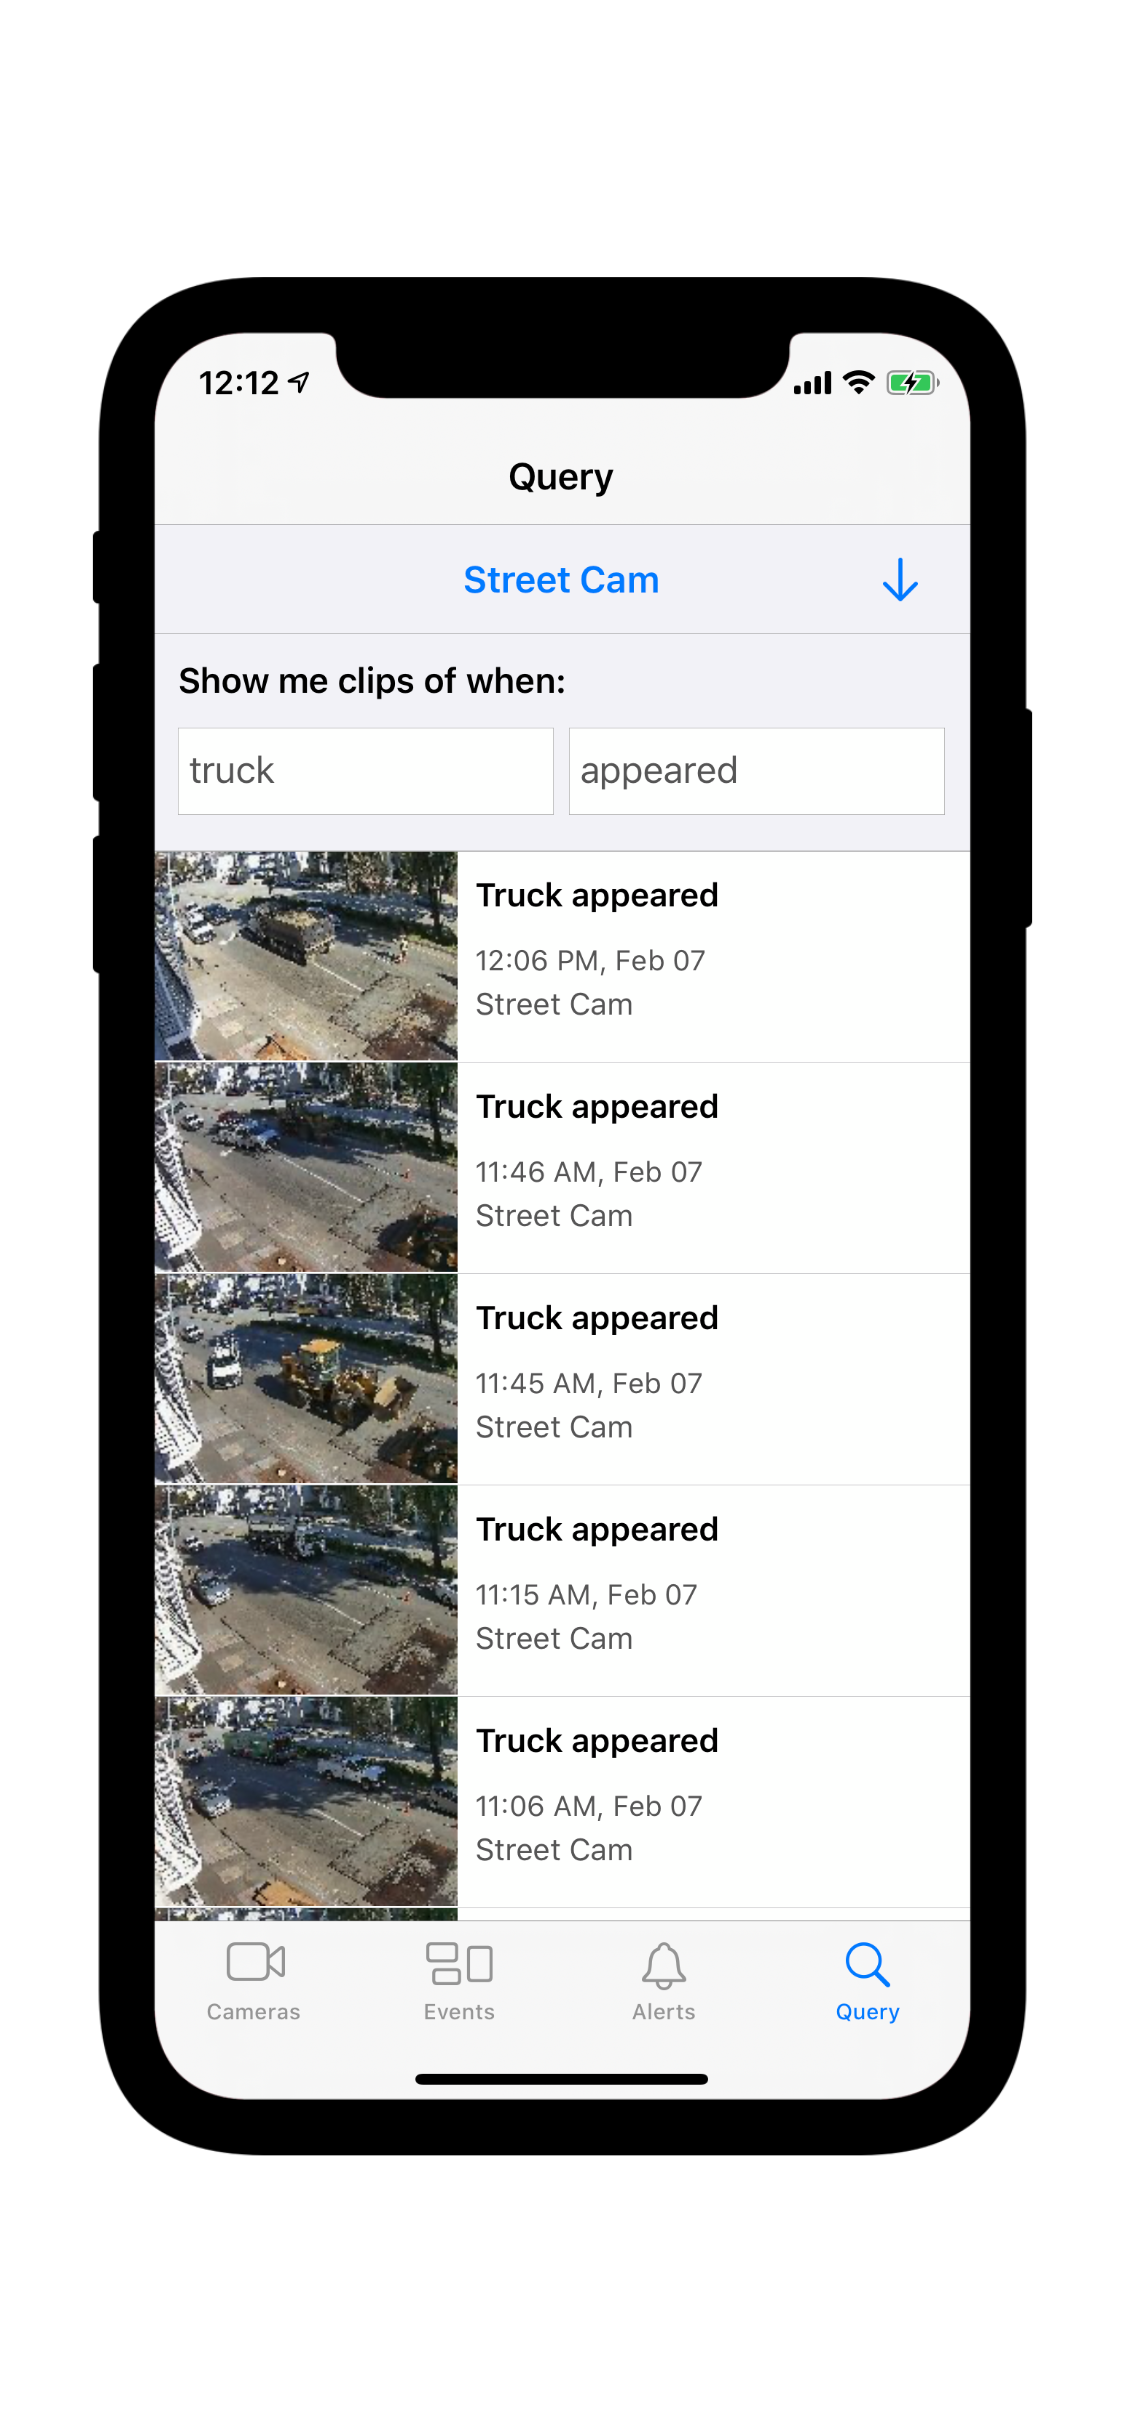 12:12
Query
Street Cam
Show me clips of when:
truck appeared
Truck appeared
12:06 PM, Feb 07
Street Cam
Truck appeared
11:46 AM, Feb 07
Street Cam
Truck appeared
11:45 AM, Feb 07
Street Cam
Truck appeared
11:15 AM, Feb 07
Street Cam
Truck appeared
11:06 AM, Feb 07
Street Cam
Cameras Events Alerts Query